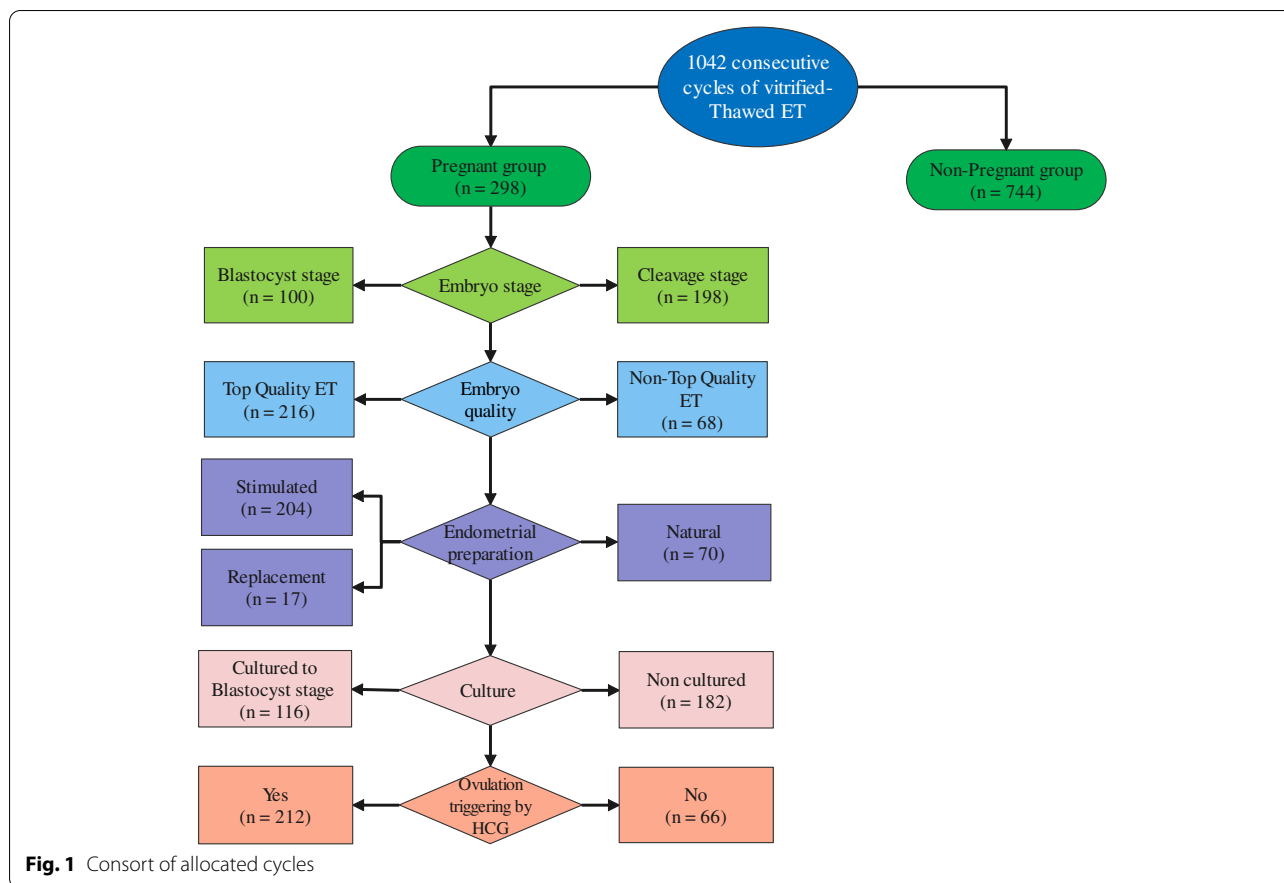 1042 consecutive
cycles of vitrified-
Thawed ET
Pregnant group
(n = 298)
Non-Pregnant group
(n = 744)
Blastocyst stage
(n = 100)
Embryo stage
Cleavage stage
(n = 198)
Top Quality ET
(n = 216)
Embryo
quality
Non-Top Quality
ET
(n = 68)
Stimulated
(n = 204)
Replacement
(n = 17)
Endometrial
preparation
Natural
(n = 70)
Cultured to
Blastocyst stage
(n = 116)
Culture
Non cultured
(n = 182)
Yes
(n = 212)
Ovulation
triggering by
HCG
No
(n = 66)
Fig. 1 Consort of allocated cycles